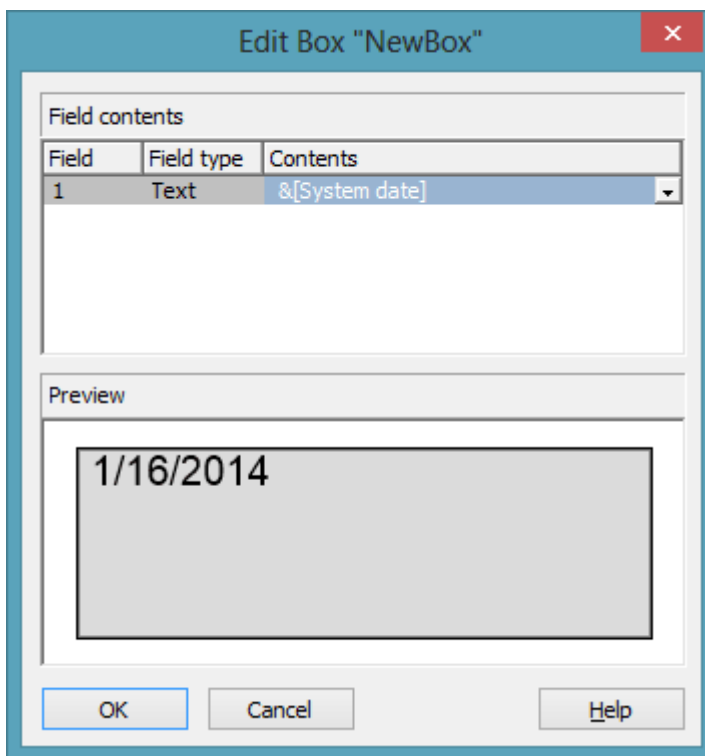 Edit Box "NewBox"
Field contents
Field Field type Contents
1 Text &[System date]
Preview
1/16/2014
OK Cancel Help